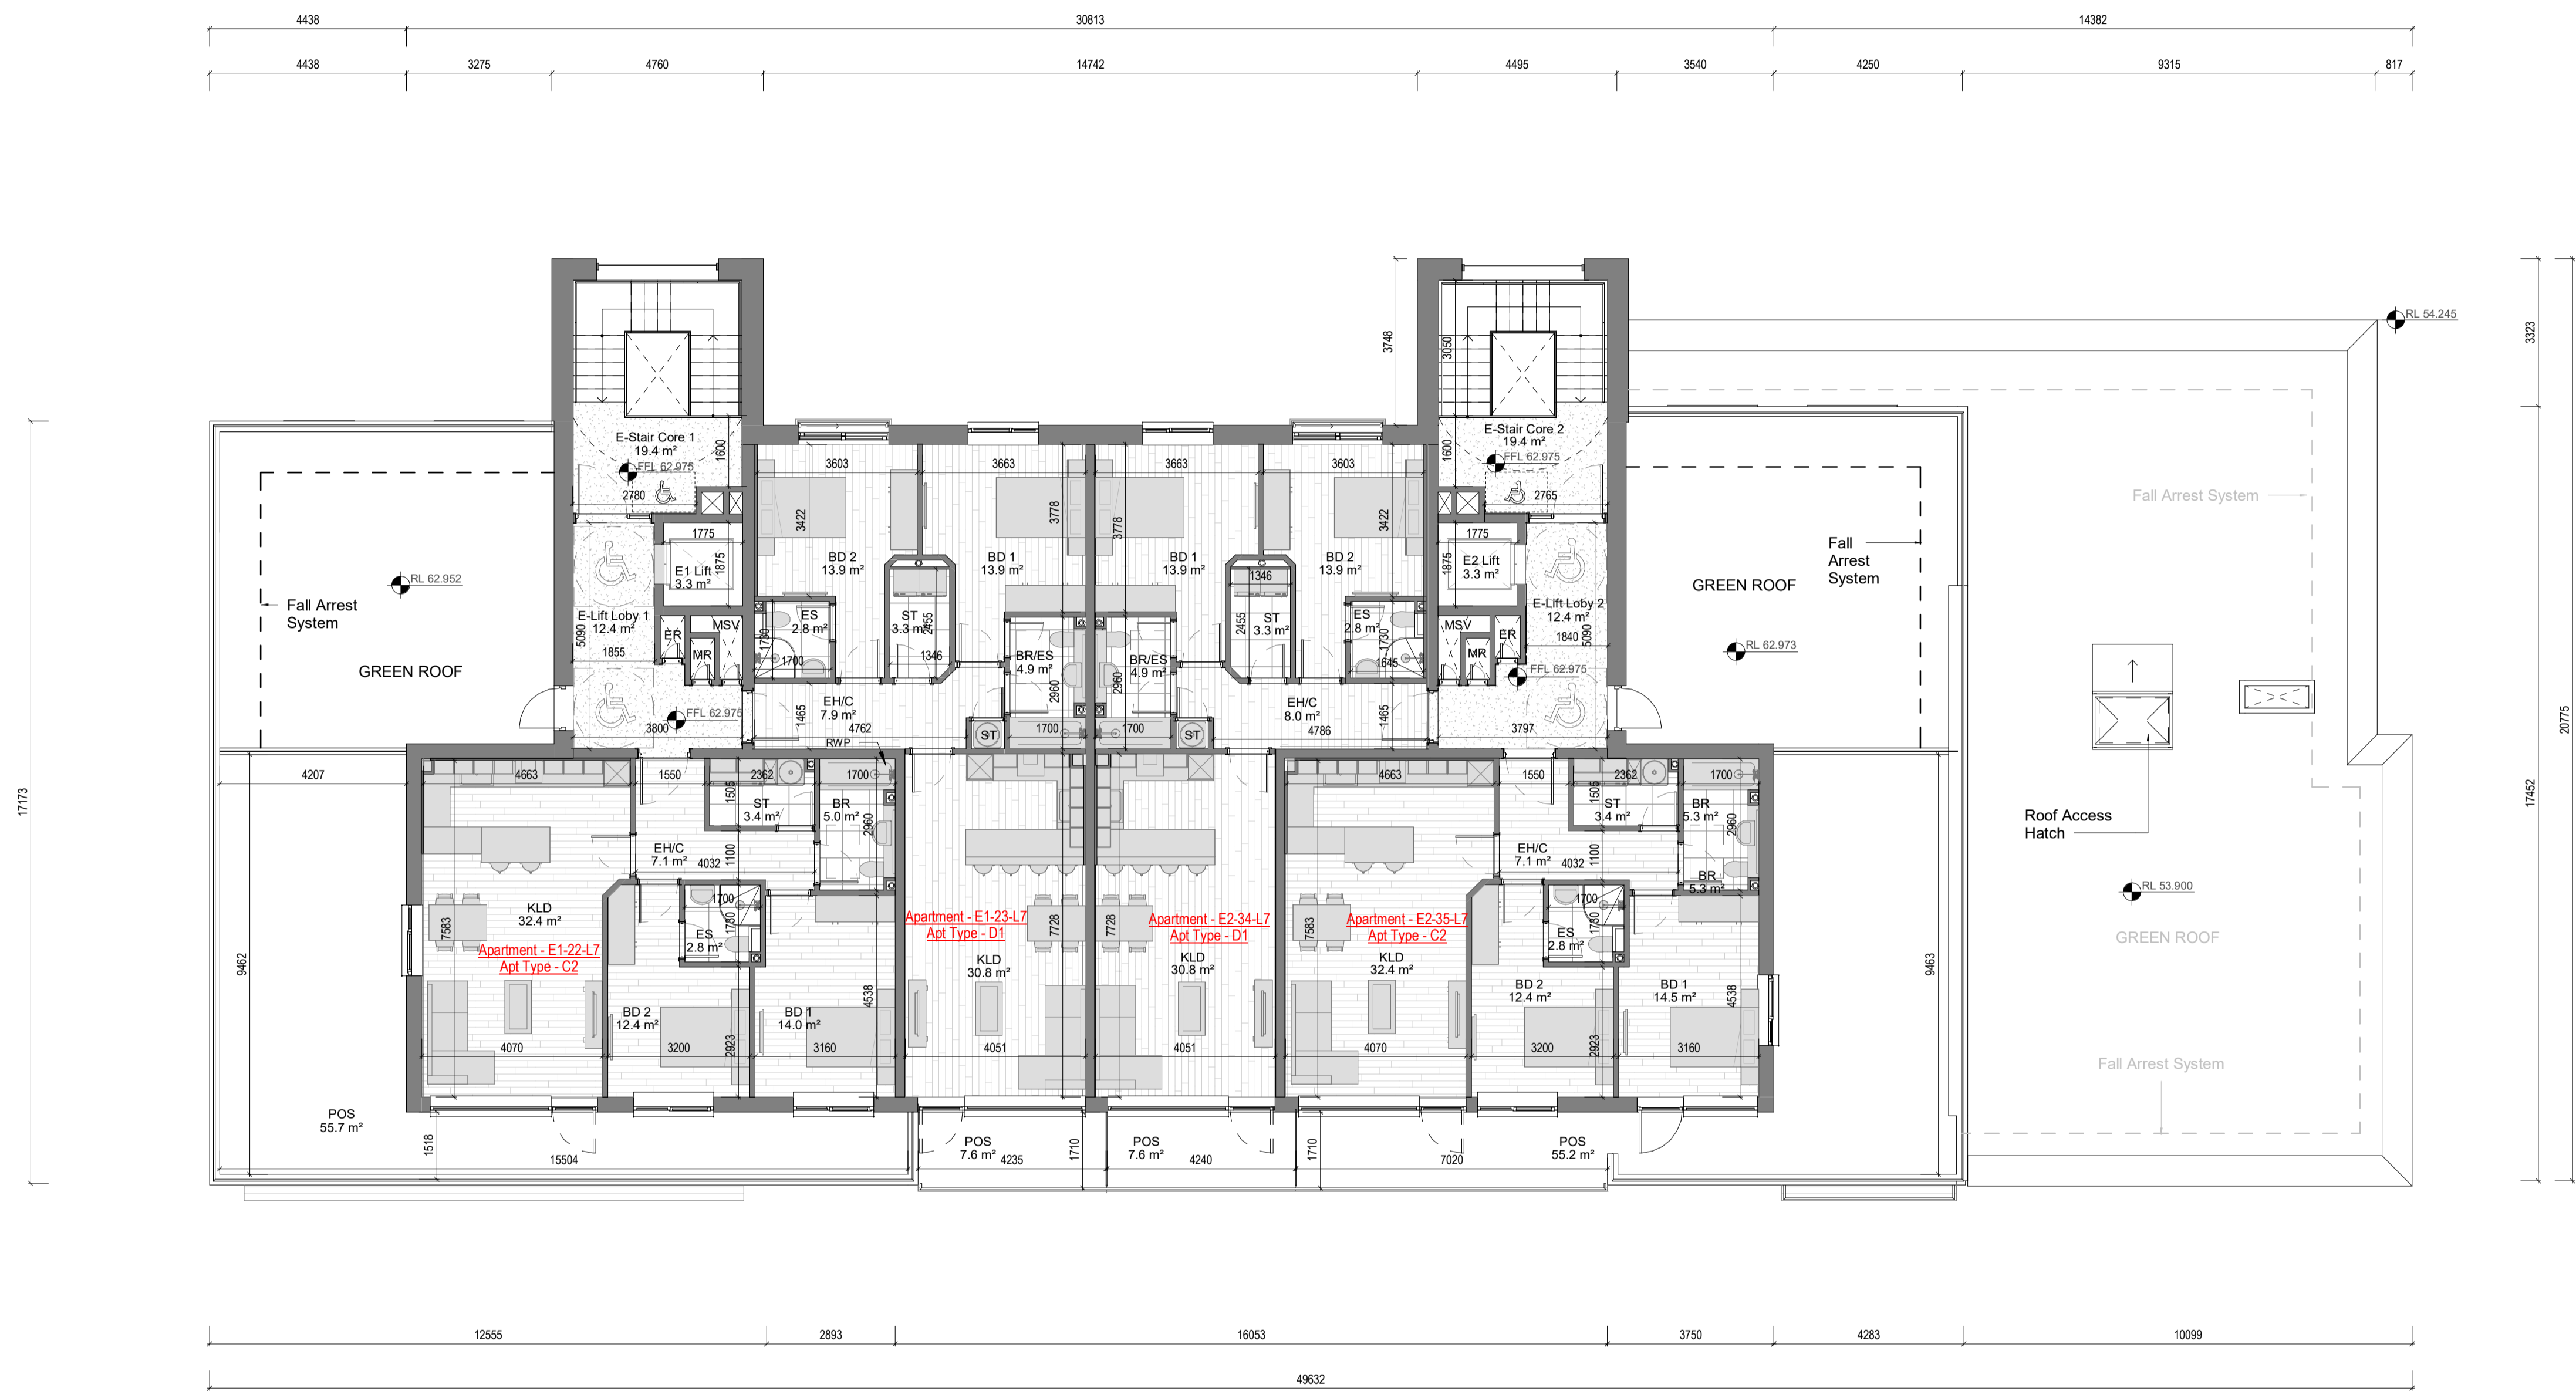 4438
30813
14382
4438
3275
4760
14742
4495
3540
4250
9315
817
17173
3748
3323
20775
17452
RL 54.245
3050
E-Stair Core 1
19.4 m²
FFL 62.975
1600
2780
E-Stair Core 2
19.4 m²
FFL 62.975
1600
2765
3603
3663
3663
3603
3422
3778
3778
3422
Fall Arrest System
1775
E1 Lift
3.3 m²
1875
BD 2
13.9 m²
BD 1
13.9 m²
BD 1
13.9 m²
BD 2
13.9 m²
1775
E2 Lift
3.3 m²
1875
Fall
Arrest
System
RL 62.952
Fall Arrest
System
GREEN ROOF
GREEN ROOF
RL 62.973
E-Lift Loby 1
12.4 m²
5090
1855
ER
MR
MSV
ES
2.8 m²
1730
1700
ST
3.3 m²
2455
1346
BR/ES
4.9 m²
2960
1700
BR/ES
4.9 m²
2960
1700
1346
ST
3.3 m²
2455
ES
2.8 m²
1730
1645
MSV
MR
ER
E-Lift Loby 2
12.4 m²
1840
5090
FFL 62.975
FFL 62.975
3800
EH/C
7.9 m²
1465
4762
RWP
ST
ST
EH/C
8.0 m²
1465
4786
3797
4207
4663
1550
2362
1700
1505
ST
3.4 m²
BR
5.0 m²
2960
EH/C
7.1 m²
4032
1100
4663
1550
2362
1700
1505
ST
3.4 m²
BR
5.3 m²
2960
EH/C
7.1 m²
4032
1100
BR
5.3 m²
Roof Access
Hatch
RL 53.900
GREEN ROOF
Fall Arrest System
KLD
32.4 m²
7583
Apartment - E1-22-L7
Apt Type - C2
1700
1780
ES
2.8 m²
Apartment - E1-23-L7
Apt Type - D1
7728
KLD
30.8 m²
Apartment - E2-34-L7
Apt Type - D1
7728
KLD
30.8 m²
Apartment - E2-35-L7
Apt Type - C2
7583
KLD
32.4 m²
1700
1780
ES
2.8 m²
9462
9463
BD 2
12.4 m²
BD 1
14.0 m²
4538
2923
BD 2
12.4 m²
BD 1
14.5 m²
4538
2923
4070
3200
3160
4051
4051
4070
3200
3160
POS
55.7 m²
1518
15504
POS
7.6 m²
4235
1710
POS
7.6 m²
4240
1710
POS
55.2 m²
7020
12555
2893
16053
3750
4283
10099
49632